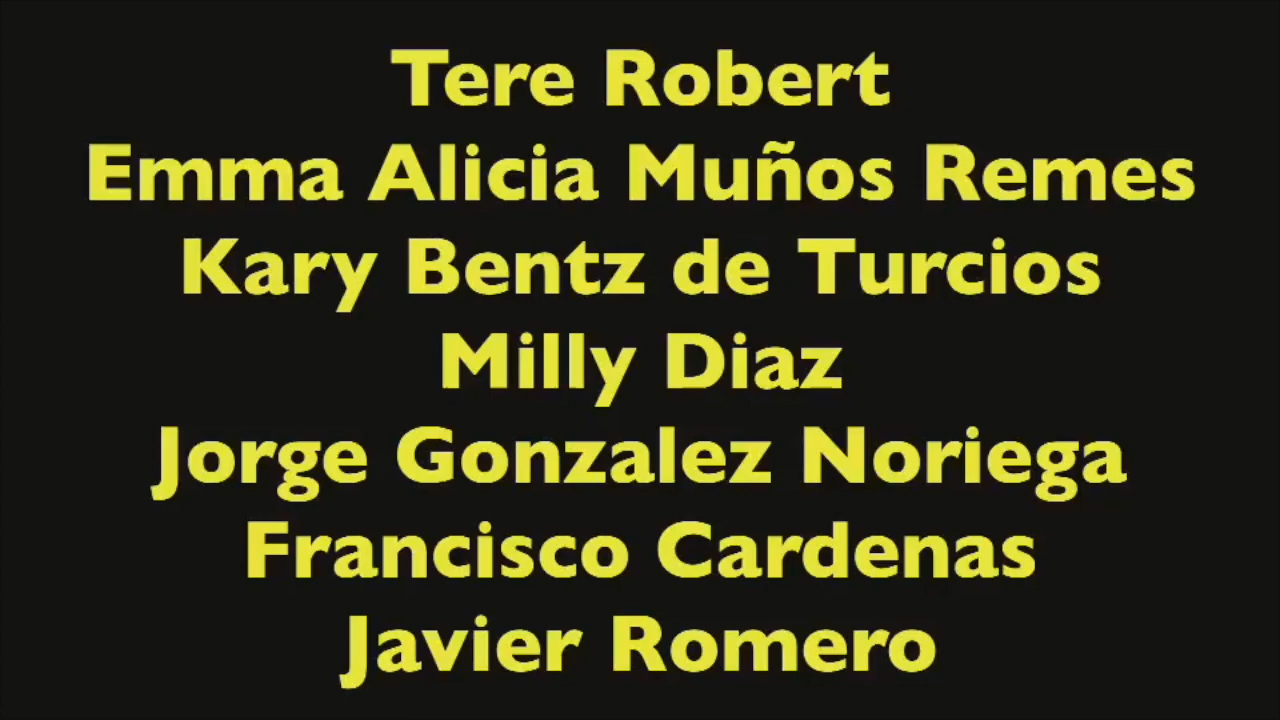 Tere Robert
Emma Alicia Muños Remes
Kary Bentz de Turcios
Milly Diaz
Jorge Gonzalez Noriega
Francisco Cardenas
Javier Romero